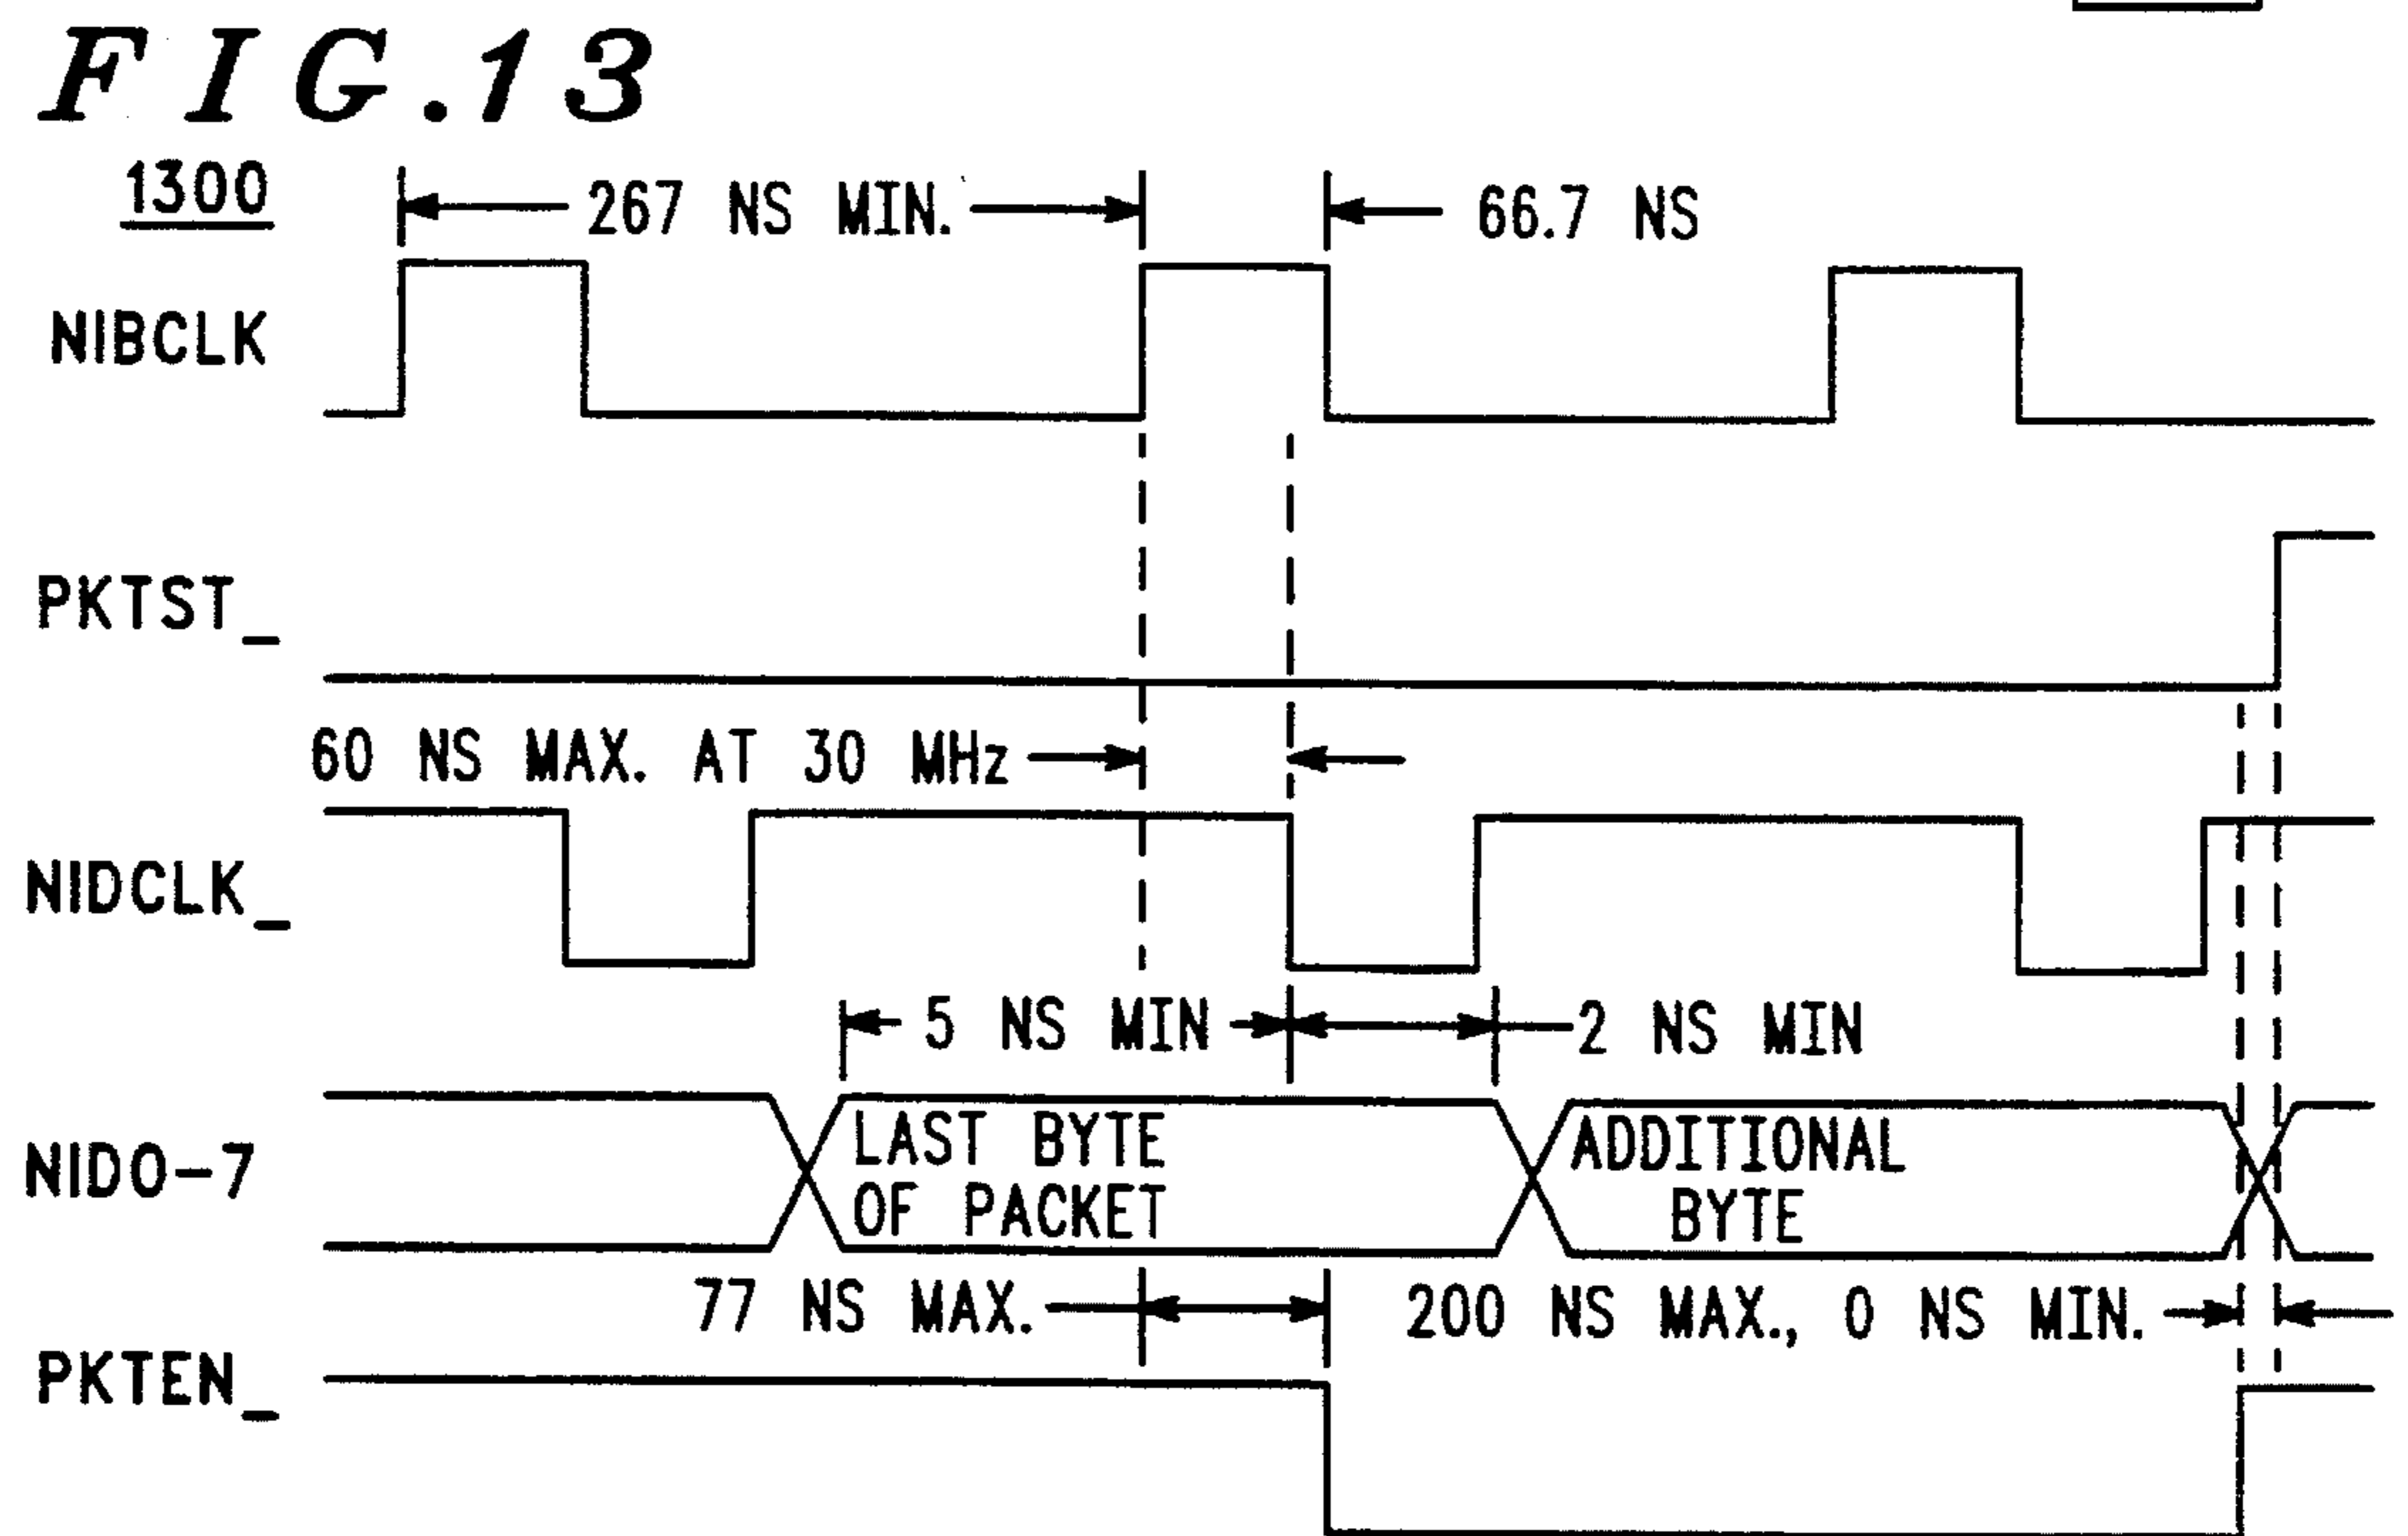 FIG.13
1300
267 NS MIN.
66.7 NS
NIBCLK
PKTST_
60 NS MAX. AT 30 MHz
NIDCLK_
5 NS MIN
2 NS MIN
NIDO-7
LAST BYTE
OF PACKET
ADDITIONAL
BYTE
77 NS MAX.
200 NS MAX., 0 NS MIN.
PKTEN_